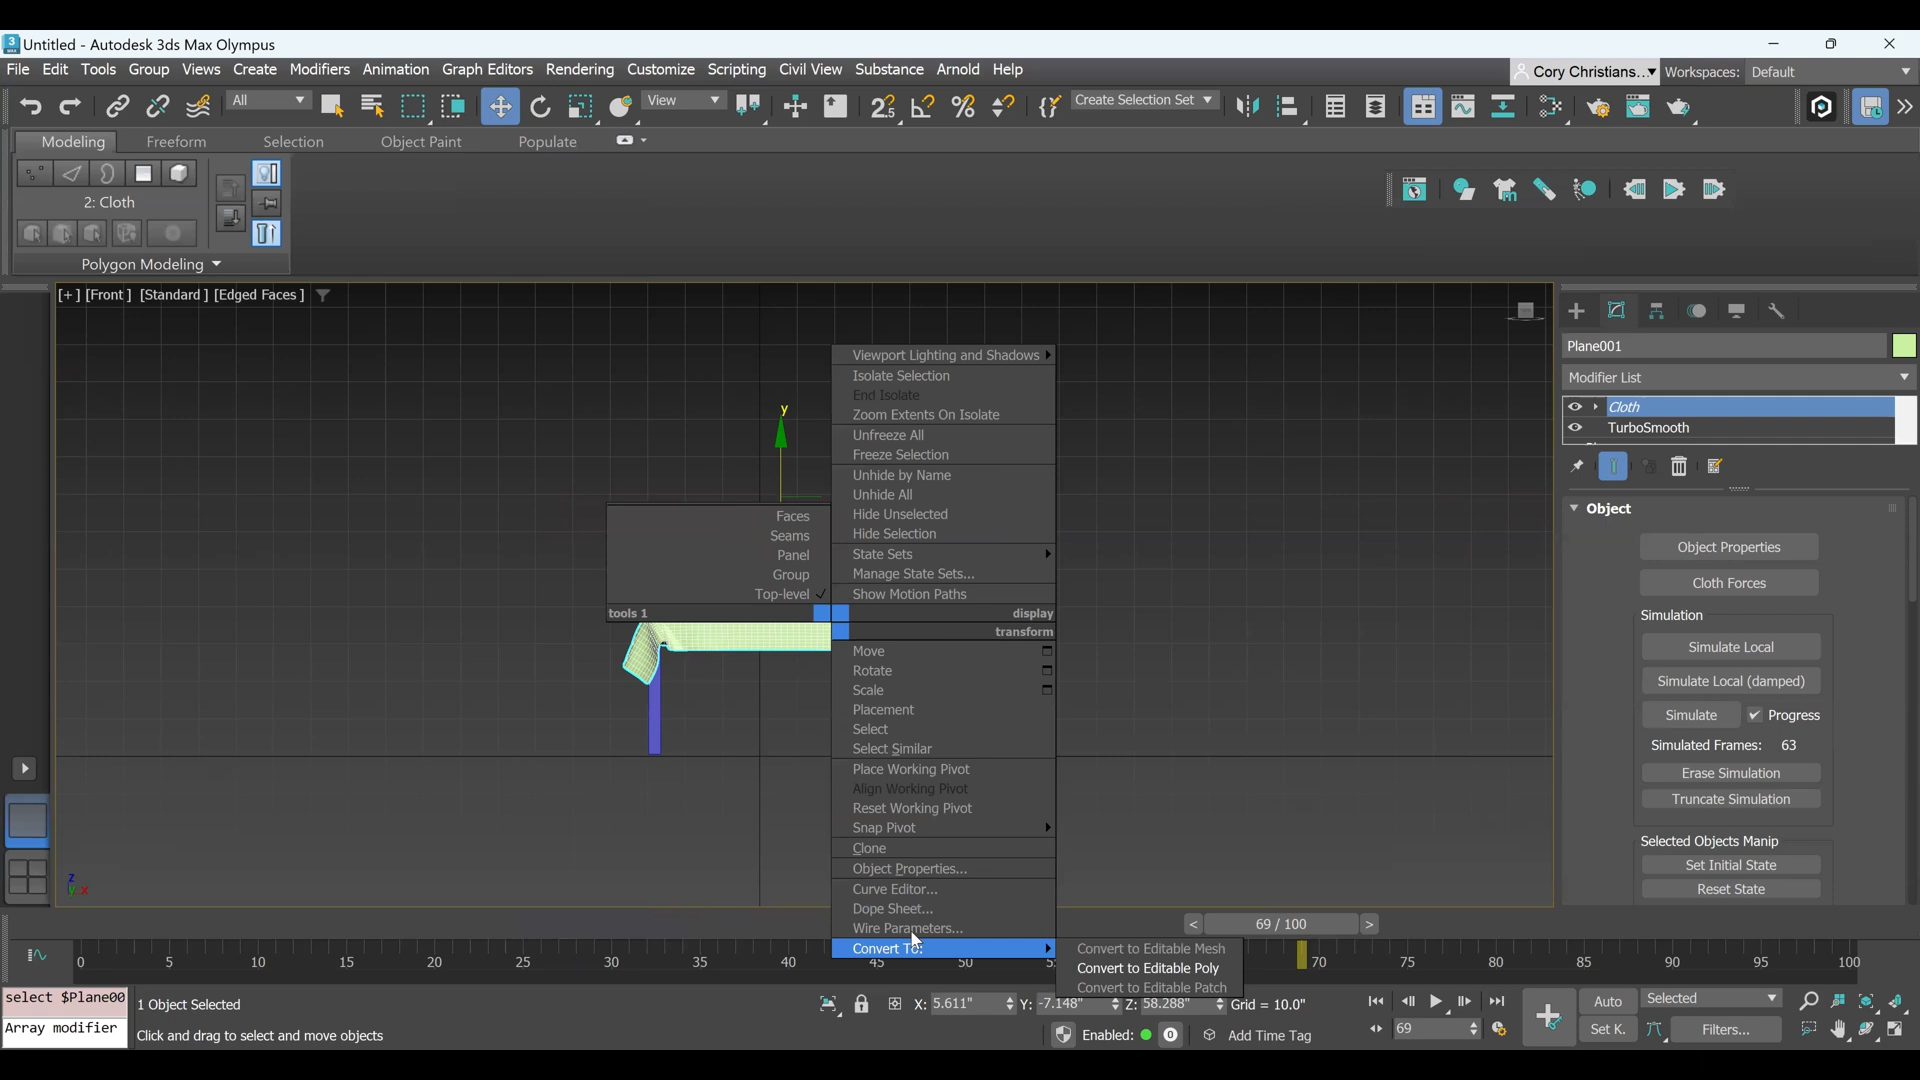 Untitled - Autodesk 3ds Max Olympus
File Edit Tools Group Views Create Modifiers Animation Graph Editors Rendering Customize Scripting Civil View Substance Arnold Help
Cory Christians... Workspaces: Default
All View Create Selection Set
Modeling Freeform Selection Object Paint Populate
2: Cloth
Polygon Modeling
[+] [Front] [Standard] [Edged Faces]
Plane001
Modifier List
Cloth
TurboSmooth
Object
Object Properties
Cloth Forces
Simulation
Simulate Local
Simulate Local (damped)
Simulate Progress
Simulated Frames: 63
Erase Simulation
Truncate Simulation
Selected Objects Manip
Set Initial State
Reset State
y
Viewport Lighting and Shadows
Isolate Selection
End Isolate
Zoom Extents On Isolate
Unfreeze All
Freeze Selection
Unhide by Name
Unhide All
Hide Unselected
Hide Selection
State Sets
Manage State Sets...
Show Motion Paths
display
Faces
Seams
Panel
Group
Top-level
tools 1
transform
Move
Rotate
Scale
Placement
Select
Select Similar
Place Working Pivot
Align Working Pivot
Reset Working Pivot
Snap Pivot
Clone
Object Properties...
Curve Editor...
Dope Sheet...
Wire Parameters...
Convert To:
Convert to Editable Mesh
Convert to Editable Poly
Convert to Editable Patch
z
y x
< 69 / 100 >
0 5 10 15 20 25 30 35 40 45 50 70 75 80 85 90 95 100
select $Plane00
Array modifier
1 Object Selected
Click and drag to select and move objects
X: 5.611" Y: -7.148" Z: 58.288" Grid = 10.0"
Enabled: 0 Add Time Tag
69
Auto Selected
Set K. Filters...